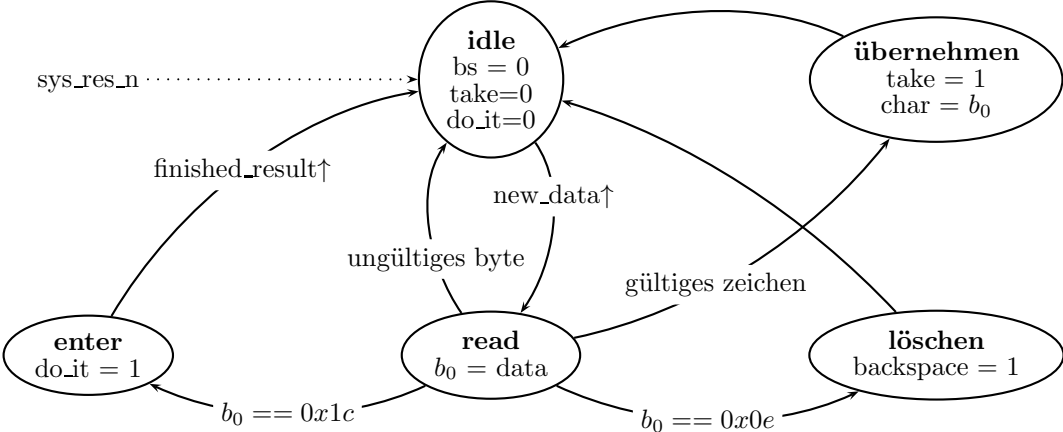 idle
bs = 0
take=0
do_it=0
sys_res_n
übernehmen
take = 1
char = b₀
finished_result↑
new_data↑
ungültiges byte
gültiges zeichen
enter
do_it = 1
read
b₀ = data
löschen
backspace = 1
b₀ == 0x1c
b₀ == 0x0e